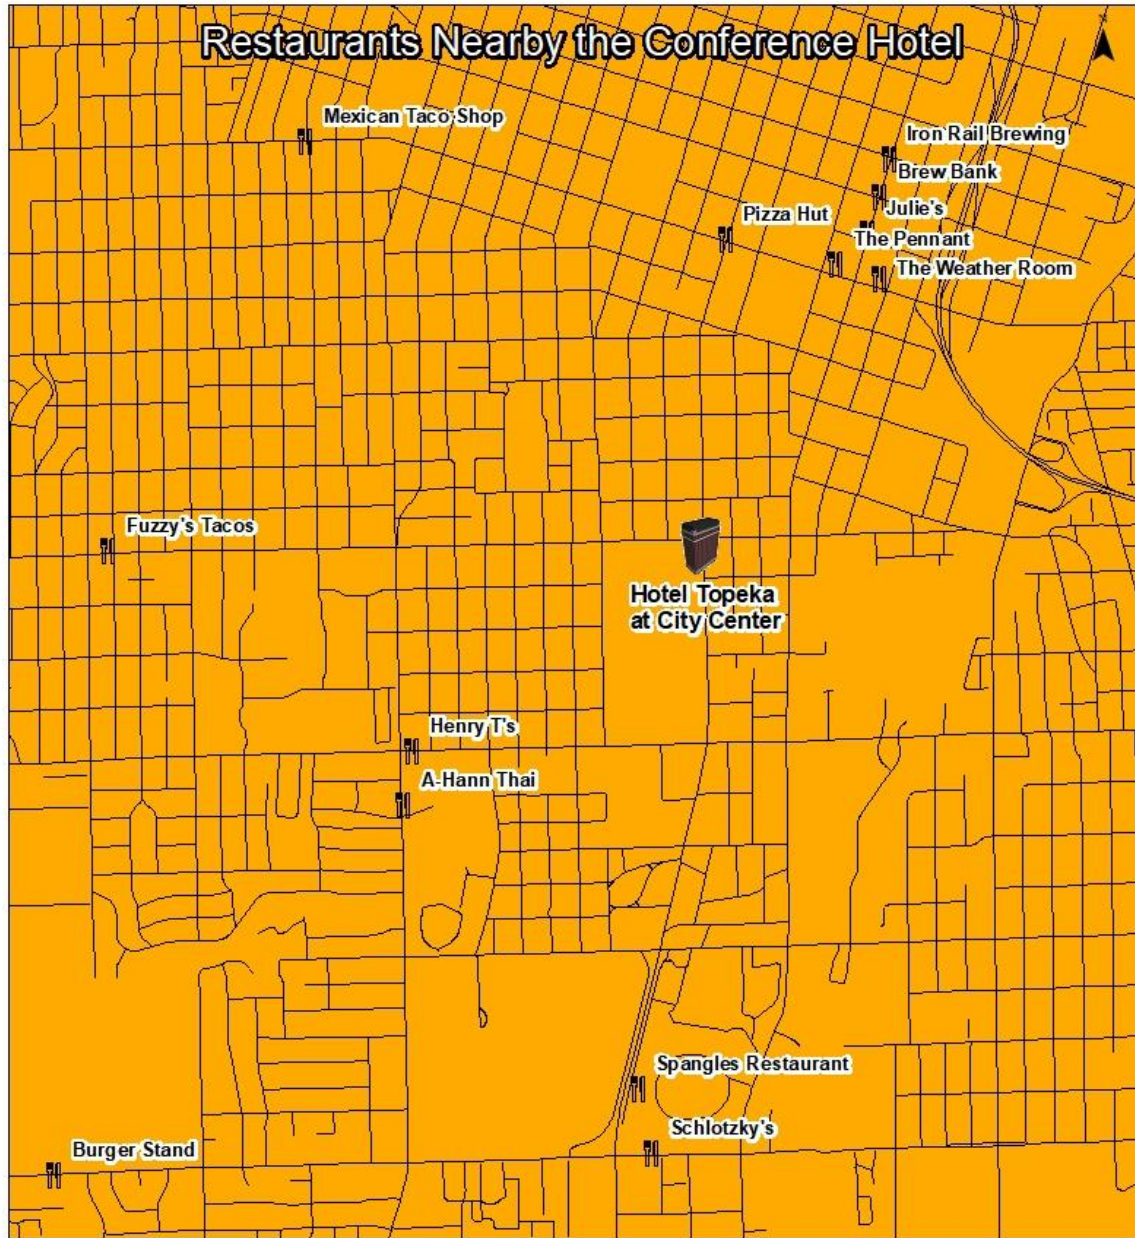 Restaurants Nearby the Conference Hotel
Mexican Taco Shop
Iron Rail Brewing
Brew Bank
Julie's
Pizza Hut
The Pennant
The Weather Room
Fuzzy's Tacos
Hotel Topeka
at City Center
Henry T's
A-Hann Thai
Spangles Restaurant
Schlotzky's
Burger Stand